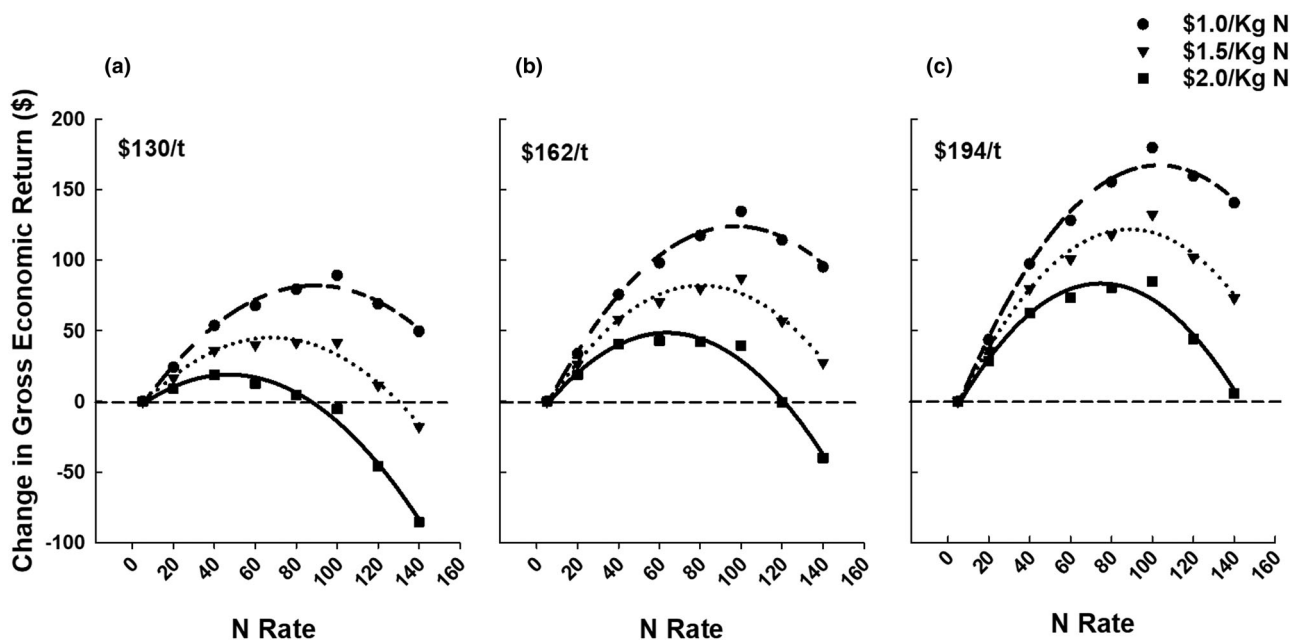 $1.0/Kg N
$1.5/Kg N
$2.0/Kg N
(a)
(b)
(c)
Change in Gross Economic Return ($)
200
150
100
50
0
-50
-100
$130/t
$162/t
$194/t
0 20 40 60 80 100 120 140 160
0 20 40 60 80 100 120 140 160
0 20 40 60 80 100 120 140 160
N Rate
N Rate
N Rate